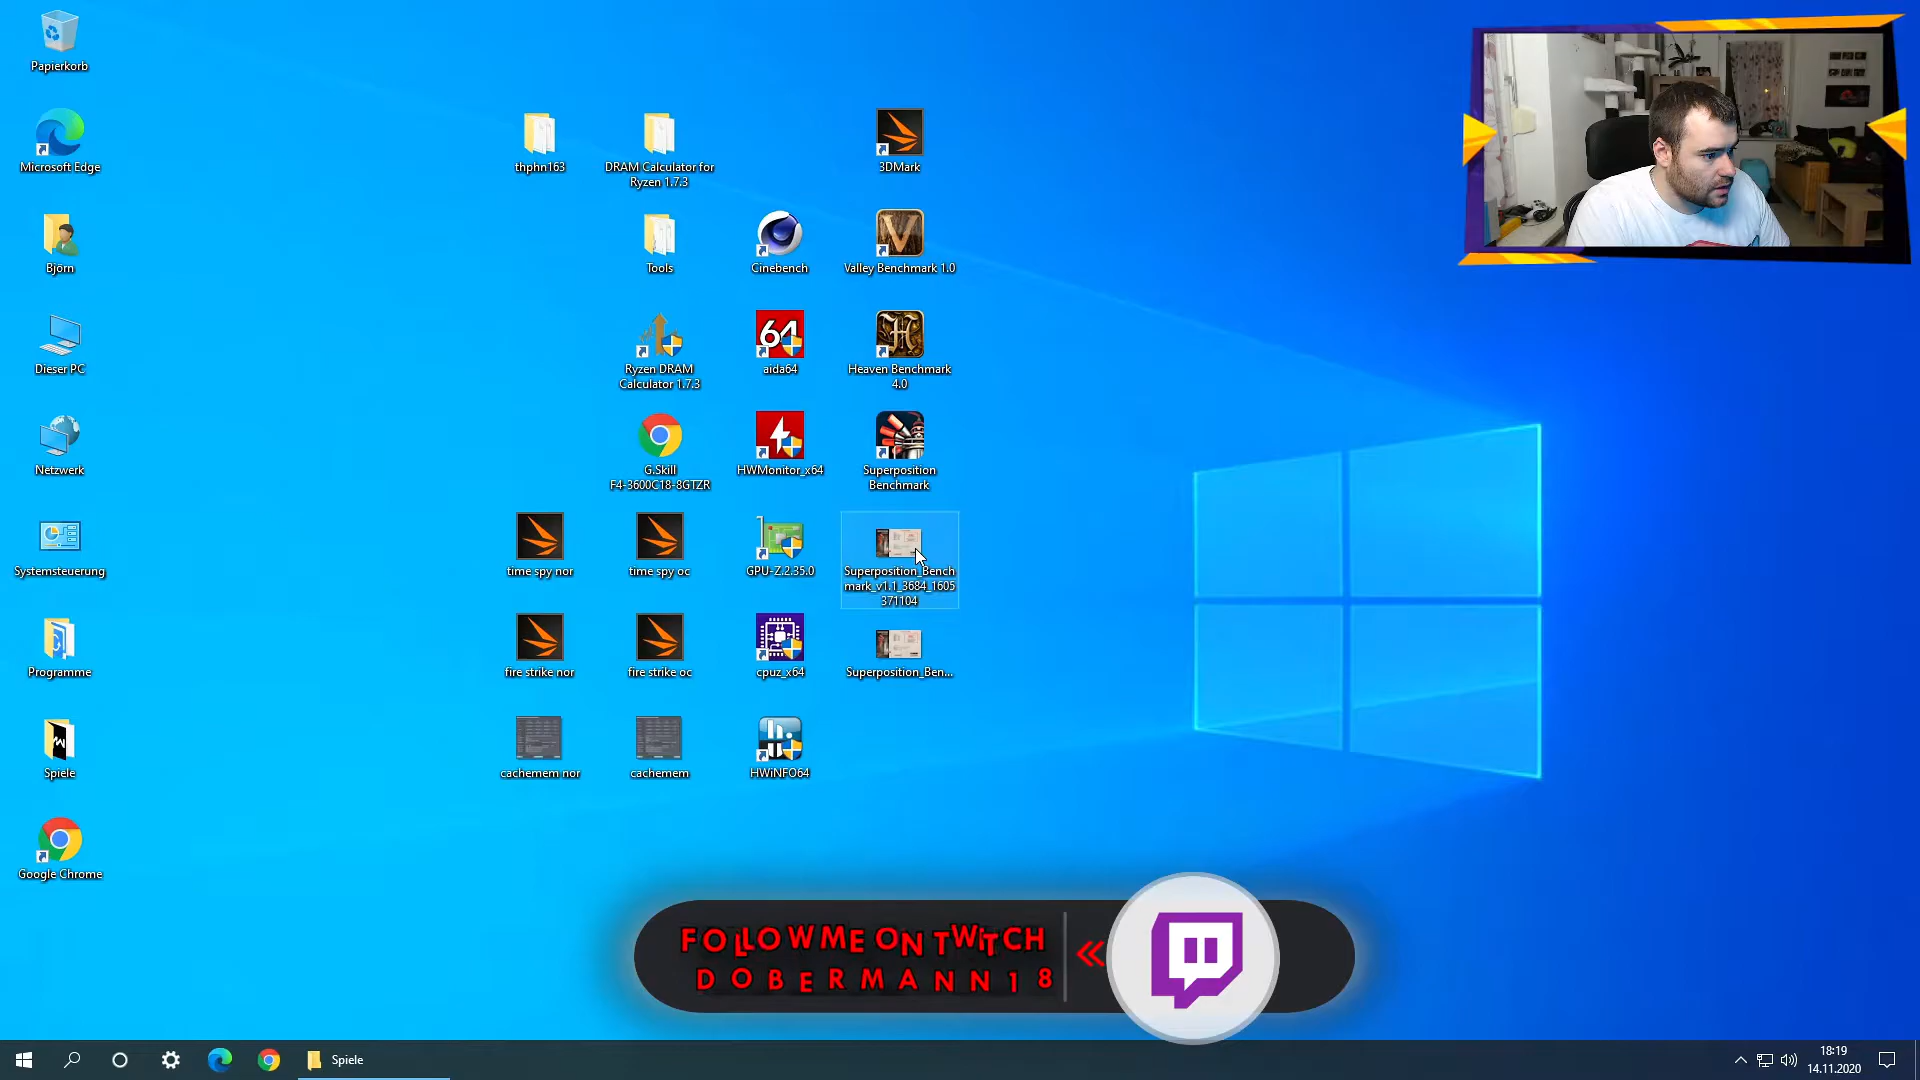 Papierkorb
Microsoft Edge
Björn
Dieser PC
Netzwerk
Systemsteuerung
Programme
Spiele
Google Chrome
thphn163
DRAM Calculator for
Ryzen 1.7.3
3DMark
Tools
Cinebench
Valley Benchmark 1.0
Ryzen DRAM
Calculator 1.7.3
64
aida64
Heaven Benchmark
4.0
G.Skill
F4-3600C18-8GTZR
HWMonitor_x64
Superposition
Benchmark
time spy nor
time spy oc
GPU-Z.2.35.0
Superposition_Bench
mark_v1.1_3684_1605
371104
fire strike nor
fire strike oc
cpuz_x64
Superposition_Ben...
cachemem nor
cachemem
HWiNFO64
FOLLOW ME ON TWITCH
DOBERMANN18
Spiele
18:19
14.11.2020